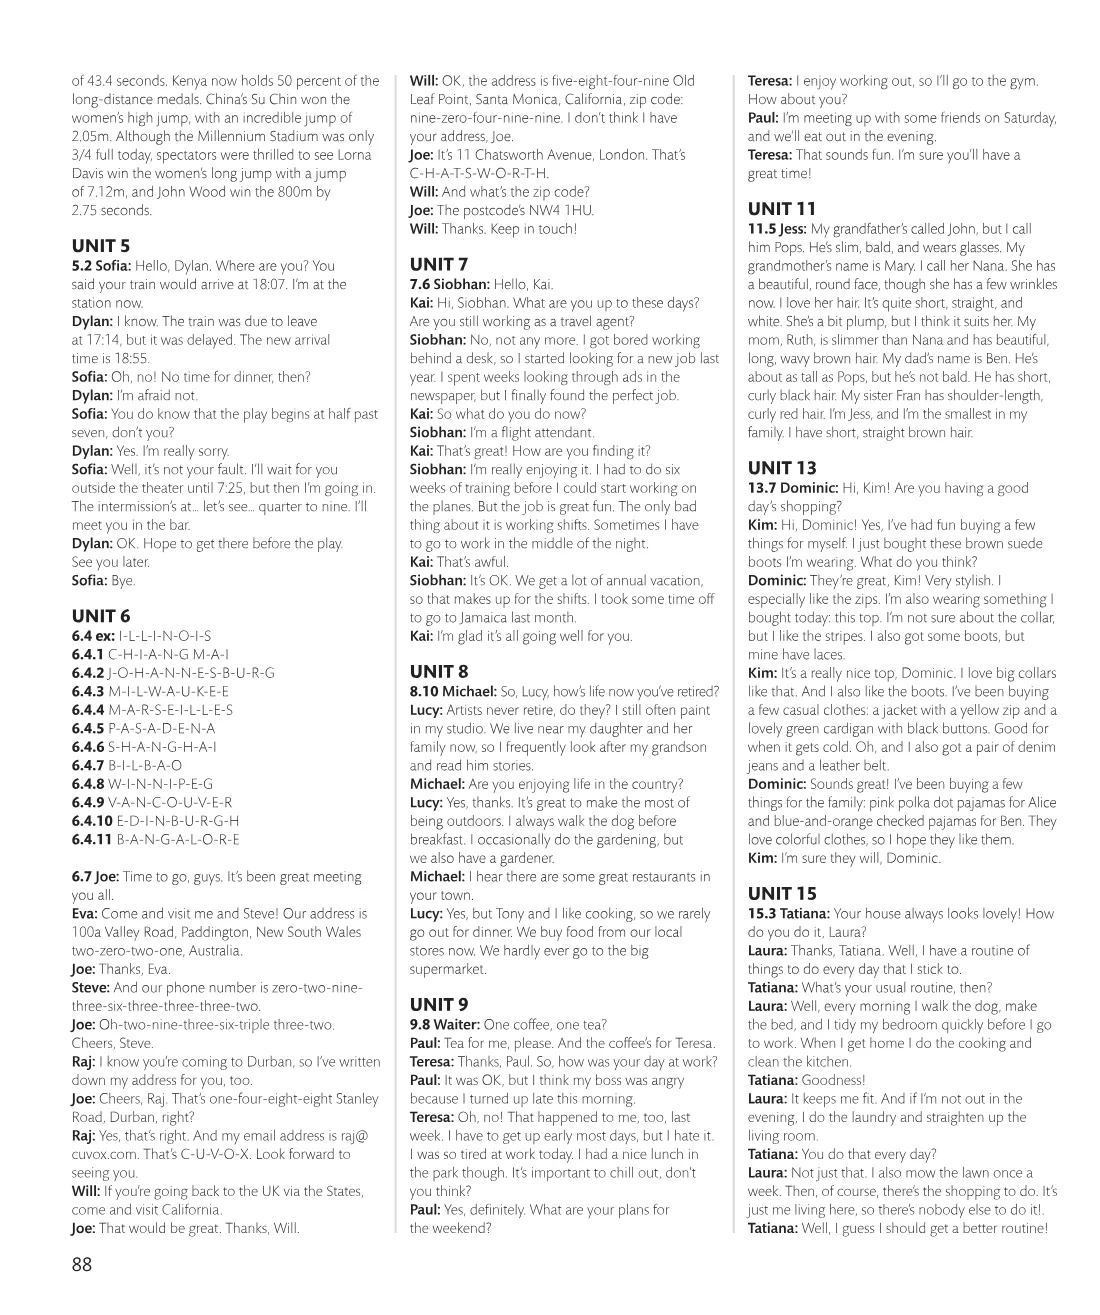 of 43.4 seconds. Kenya now holds 50 percent of the
long-distance medals. China's Su Chin won the
women's high jump, with an incredible jump of
2.05m. Although the Millennium Stadium was only
3/4 full today, spectators were thrilled to see Lorna
Davis win the women's long jump with a jump
of 7.12m, and John Wood win the 800m by
2.75 seconds.
UNIT 5
5.2 Sofia: Hello, Dylan. Where are you? You
said your train would arrive at 18:07. I'm at the
station now.
Dylan: I know. The train was due to leave
at 17:14, but it was delayed. The new arrival
time is 18:55.
Sofia: Oh, no! No time for dinner, then?
Dylan: I'm afraid not.
Sofia: You do know that the play begins at half past
seven, don't you?
Dylan: Yes. I'm really sorry.
Sofia: Well, it's not your fault. I'll wait for you
outside the theater until 7:25, but then I'm going in.
The intermission's at... let's see... quarter to nine. I'll
meet you in the bar.
Dylan: OK. Hope to get there before the play.
See you later.
Sofia: Bye.
UNIT 6
6.4 ex: I-L-L-I-N-O-I-S
6.4.1 C-H-I-A-N-G M-A-I
6.4.2 J-O-H-A-N-N-E-S-B-U-R-G
6.4.3 M-I-L-W-A-U-K-E-E
6.4.4 M-A-R-S-E-I-L-L-E-S
6.4.5 P-A-S-A-D-E-N-A
6.4.6 S-H-A-N-G-H-A-I
6.4.7 B-I-L-B-A-O
6.4.8 W-I-N-N-I-P-E-G
6.4.9 V-A-N-C-O-U-V-E-R
6.4.10 E-D-I-N-B-U-R-G-H
6.4.11 B-A-N-G-A-L-O-R-E
6.7 Joe: Time to go, guys. It's been great meeting
you all.
Eva: Come and visit me and Steve! Our address is
100a Valley Road, Paddington, New South Wales
two-zero-two-one, Australia.
Joe: Thanks, Eva.
Steve: And our phone number is zero-two-nine-
three-six-three-three-three-two.
Joe: Oh-two-nine-three-six-triple three-two.
Cheers, Steve.
Raj: I know you're coming to Durban, so I've written
down my address for you, too.
Joe: Cheers, Raj. That's one-four-eight-eight Stanley
Road, Durban, right?
Raj: Yes, that's right. And my email address is raj@
cuvox.com. That's C-U-V-O-X. Look forward to
seeing you.
Will: If you're going back to the UK via the States,
come and visit California.
Joe: That would be great. Thanks, Will.
Will: OK, the address is five-eight-four-nine Old
Leaf Point, Santa Monica, California, zip code:
nine-zero-four-nine-nine. I don't think I have
your address, Joe.
Joe: It's 11 Chatsworth Avenue, London. That's
C-H-A-T-S-W-O-R-T-H.
Will: And what's the zip code?
Joe: The postcode's NW4 1HU.
Will: Thanks. Keep in touch!
UNIT 7
7.6 Siobhan: Hello, Kai.
Kai: Hi, Siobhan. What are you up to these days?
Are you still working as a travel agent?
Siobhan: No, not any more. I got bored working
behind a desk, so I started looking for a new job last
year. I spent weeks looking through ads in the
newspaper, but I finally found the perfect job.
Kai: So what do you do now?
Siobhan: I'm a flight attendant.
Kai: That's great! How are you finding it?
Siobhan: I'm really enjoying it. I had to do six
weeks of training before I could start working on
the planes. But the job is great fun. The only bad
thing about it is working shifts. Sometimes I have
to go to work in the middle of the night.
Kai: That's awful.
Siobhan: It's OK. We get a lot of annual vacation,
so that makes up for the shifts. I took some time off
to go to Jamaica last month.
Kai: I'm glad it's all going well for you.
UNIT 8
8.10 Michael: So, Lucy, how's life now you've retired?
Lucy: Artists never retire, do they? I still often paint
in my studio. We live near my daughter and her
family now, so I frequently look after my grandson
and read him stories.
Michael: Are you enjoying life in the country?
Lucy: Yes, thanks. It's great to make the most of
being outdoors. I always walk the dog before
breakfast. I occasionally do the gardening, but
we also have a gardener.
Michael: I hear there are some great restaurants in
your town.
Lucy: Yes, but Tony and I like cooking, so we rarely
go out for dinner. We buy food from our local
stores now. We hardly ever go to the big
supermarket.
UNIT 9
9.8 Waiter: One coffee, one tea?
Paul: Tea for me, please. And the coffee's for Teresa.
Teresa: Thanks, Paul. So, how was your day at work?
Paul: It was OK, but I think my boss was angry
because I turned up late this morning.
Teresa: Oh, no! That happened to me, too, last
week. I have to get up early most days, but I hate it.
I was so tired at work today. I had a nice lunch in
the park though. It's important to chill out, don't
you think?
Paul: Yes, definitely. What are your plans for
the weekend?
Teresa: I enjoy working out, so I'll go to the gym.
How about you?
Paul: I'm meeting up with some friends on Saturday,
and we'll eat out in the evening.
Teresa: That sounds fun. I'm sure you'll have a
great time!
UNIT 11
11.5 Jess: My grandfather's called John, but I call
him Pops. He's slim, bald, and wears glasses. My
grandmother's name is Mary. I call her Nana. She has
a beautiful, round face, though she has a few wrinkles
now. I love her hair. It's quite short, straight, and
white. She's a bit plump, but I think it suits her. My
mom, Ruth, is slimmer than Nana and has beautiful,
long, wavy brown hair. My dad's name is Ben. He's
about as tall as Pops, but he's not bald. He has short,
curly black hair. My sister Fran has shoulder-length,
curly red hair. I'm Jess, and I'm the smallest in my
family. I have short, straight brown hair.
UNIT 13
13.7 Dominic: Hi, Kim! Are you having a good
day's shopping?
Kim: Hi, Dominic! Yes, I've had fun buying a few
things for myself. I just bought these brown suede
boots I'm wearing. What do you think?
Dominic: They're great, Kim! Very stylish. I
especially like the zips. I'm also wearing something I
bought today: this top. I'm not sure about the collar,
but I like the stripes. I also got some boots, but
mine have laces.
Kim: It's a really nice top, Dominic. I love big collars
like that. And I also like the boots. I've been buying
a few casual clothes: a jacket with a yellow zip and a
lovely green cardigan with black buttons. Good for
when it gets cold. Oh, and I also got a pair of denim
jeans and a leather belt.
Dominic: Sounds great! I've been buying a few
things for the family: pink polka dot pajamas for Alice
and blue-and-orange checked pajamas for Ben. They
love colorful clothes, so I hope they like them.
Kim: I'm sure they will, Dominic.
UNIT 15
15.3 Tatiana: Your house always looks lovely! How
do you do it, Laura?
Laura: Thanks, Tatiana. Well, I have a routine of
things to do every day that I stick to.
Tatiana: What's your usual routine, then?
Laura: Well, every morning I walk the dog, make
the bed, and I tidy my bedroom quickly before I go
to work. When I get home I do the cooking and
clean the kitchen.
Tatiana: Goodness!
Laura: It keeps me fit. And if I'm not out in the
evening, I do the laundry and straighten up the
living room.
Tatiana: You do that every day?
Laura: Not just that. I also mow the lawn once a
week. Then, of course, there's the shopping to do. It's
just me living here, so there's nobody else to do it!.
Tatiana: Well, I guess I should get a better routine!
88